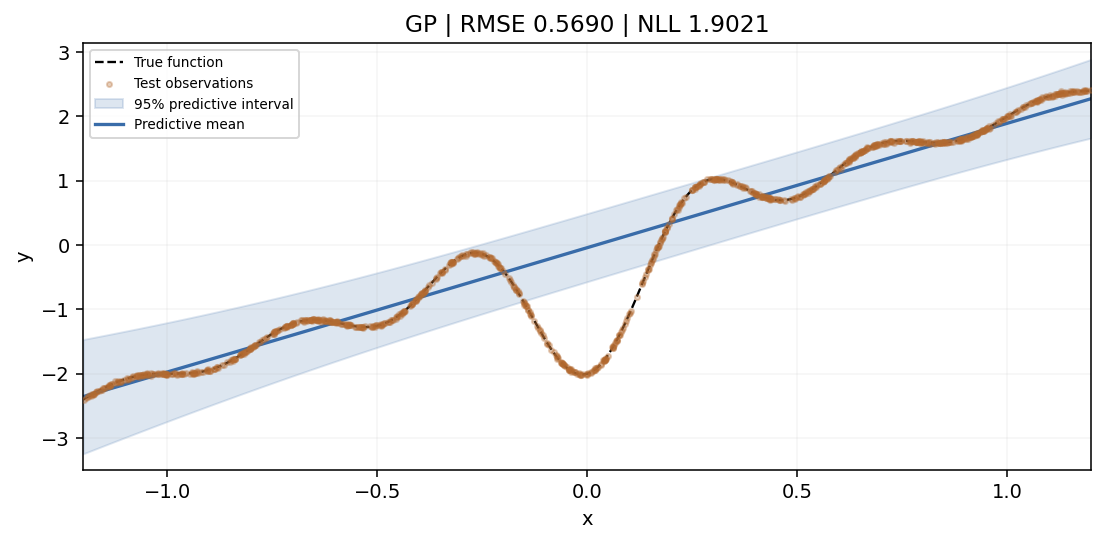 GP | RMSE 0.5690 | NLL 1.9021
True function
Test observations
95% predictive interval
Predictive mean
3
2
1
0
−1
−2
−3
y
−1.0
−0.5
0.0
0.5
1.0
x